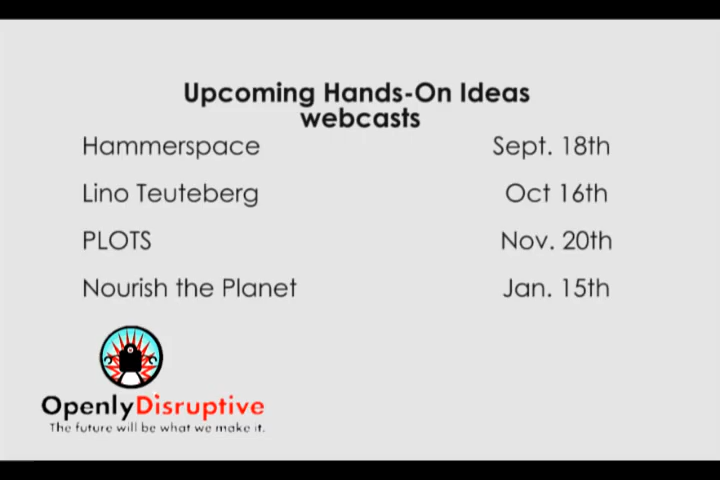 Upcoming Hands-On Ideas
webcasts
Hammerspace Sept. 18th
Lino Teuteberg Oct 16th
PLOTS Nov. 20th
Nourish the Planet Jan. 15th
OpenlyDisruptive
The future will be what we make it.